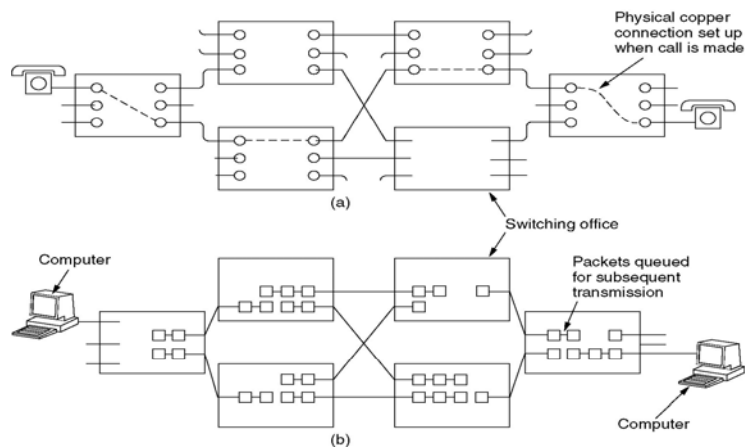 Physical copper
connection set up
when call is made
(a)
Switching office
Computer
Packets queued
for subsequent
transmission
Computer
(b)